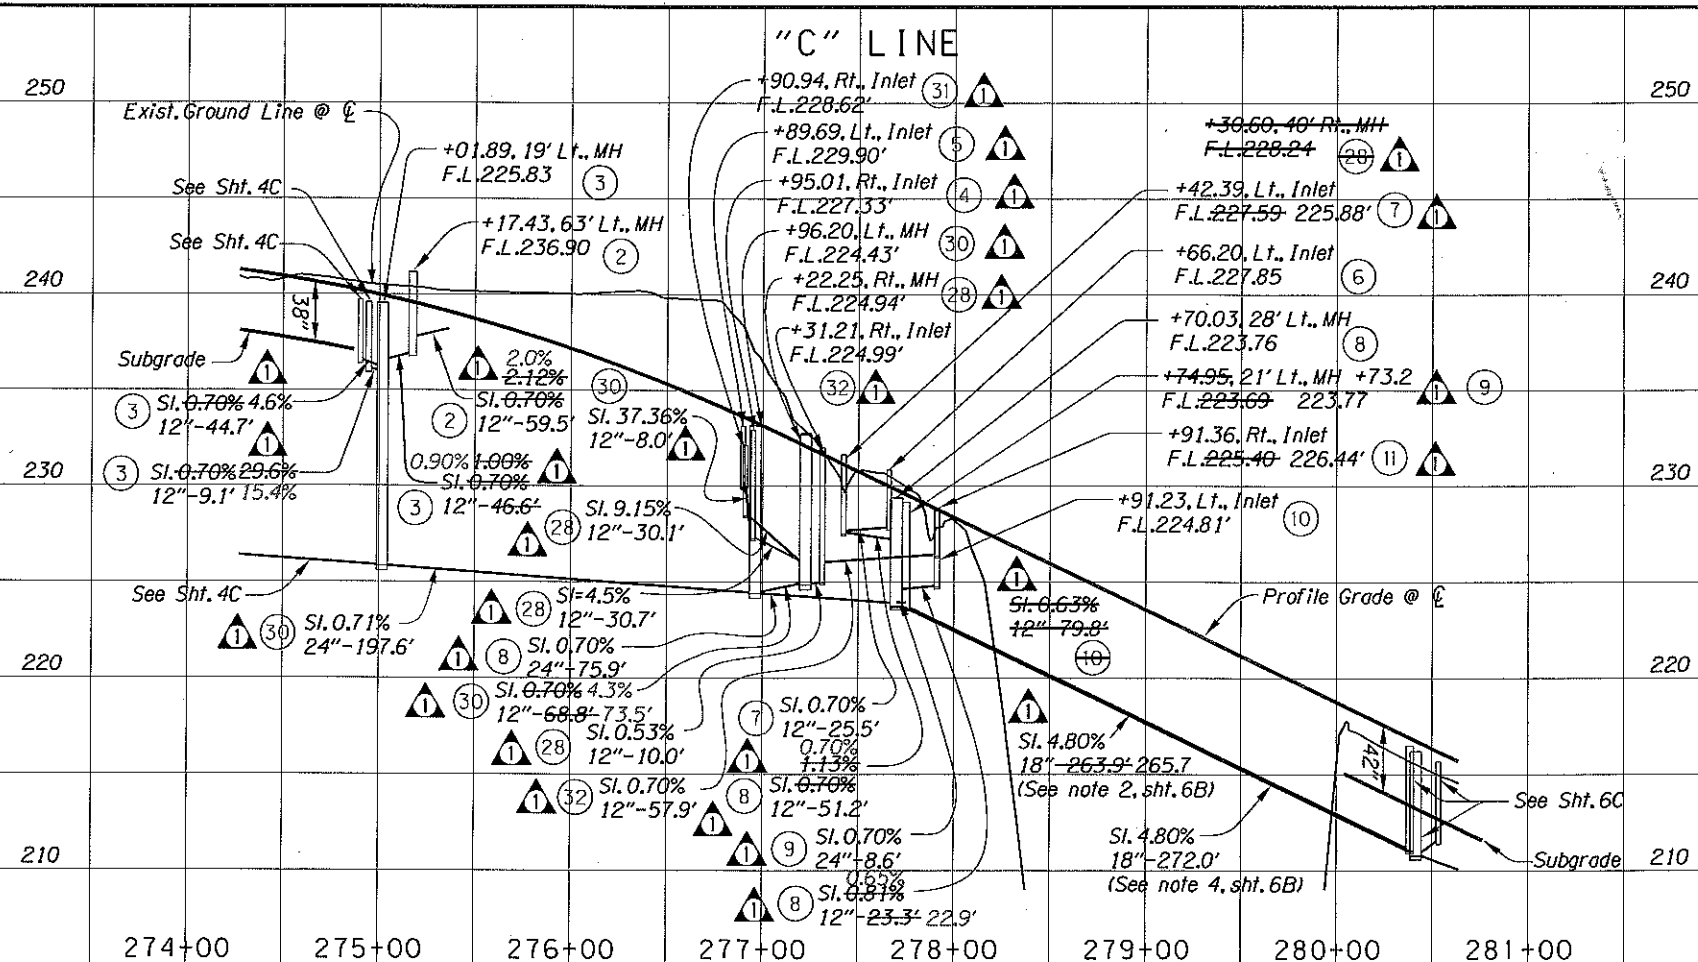 "C" LINE
250
250
240
240
230
230
220
220
210
210
Exist. Ground Line @ ℄
See Sht. 4C
See Sht. 4C
+01.89, 19' Lt., MH
F.L.225.83
3
+17.43, 63' Lt., MH
F.L.236.90
2
38"
Subgrade
1
3
Sl. 0.70% 4.6%
12"-44.7'
1
3
Sl. 0.70% 29.6%
12"-9.1' 15.4%
1
2.0%
2.12%
Sl. 0.70%
12"-59.5'
2
0.90% 1.00%
1
Sl. 0.70%
12"-46.6'
3
30
Sl. 37.36%
12"-8.0'
1
28
Sl. 9.15%
12"-30.1'
1
See Sht. 4C
1
30
Sl. 0.71%
24"-197.6'
1
28
Sl=4.5%
12"-30.7'
1
8
Sl. 0.70%
24"-75.9'
1
30
Sl. 0.70% 4.3%
12"-68.8' 73.5'
1
28
Sl. 0.53%
12"-10.0'
1
32
Sl. 0.70%
12"-57.9'
+90.94, Rt., Inlet
F.L.228.62'
31
1
+89.69, Lt., Inlet
F.L.229.90'
5
1
+95.01, Rt., Inlet
F.L.227.33'
4
1
+96.20, Lt., MH
F.L.224.43'
30
1
+22.25, Rt., MH
F.L.224.94'
28
1
+31.21, Rt., Inlet
F.L.224.99'
32
1
+30.60, 40' Rt., MH
F.L.228.24
28
1
+42.39, Lt., Inlet
F.L.227.59 225.88'
7
1
+66.20, Lt., Inlet
F.L.227.85
6
+70.03, 28' Lt., MH
F.L.223.76
8
+74.95, 21' Lt., MH +73.2
F.L.223.69 223.77
1
9
+91.36, Rt., Inlet
F.L.225.40 226.44'
11
1
+91.23, Lt., Inlet
F.L.224.81'
10
1
Sl. 0.63%
12"-79.8'
10
7
Sl. 0.70%
12"-25.5'
1
0.70%
1.13%
8
Sl. 0.70%
12"-51.2'
1
1
9
Sl. 0.70%
24"-8.6'
0.65%
1
8
Sl. 0.81%
12"-23.3' 22.9'
1
Sl. 4.80%
18"-263.9' 265.7
(See note 2, sht. 6B)
Sl. 4.80%
18"-272.0'
(See note 4, sht. 6B)
Profile Grade @ ℄
42"
See Sht. 6C
Subgrade
274+00
275+00
276+00
277+00
278+00
279+00
280+00
281+00